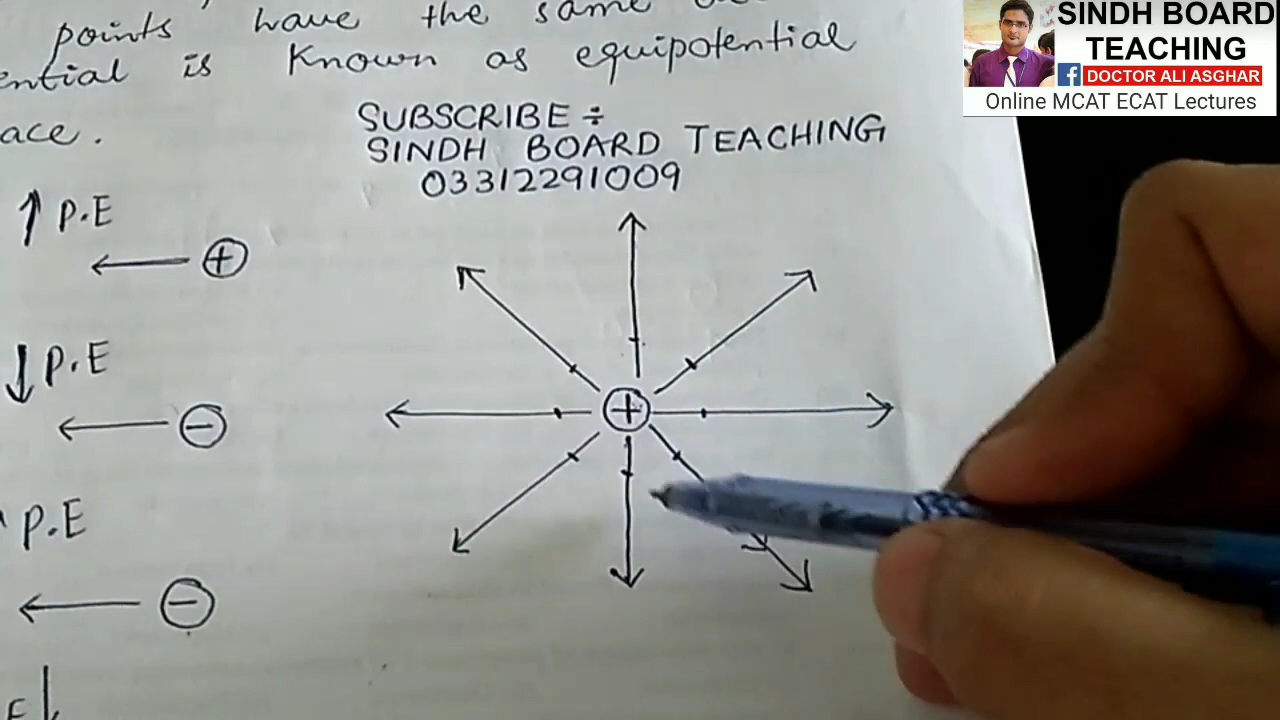 points have the same
ential is known as equipotential
ace.
SUBSCRIBE ÷
SINDH BOARD TEACHING
03312291009
↑ P.E
← +
↓ P.E
← −
P.E
← −
E ↓
+
SINDH BOARD
TEACHING
f DOCTOR ALI ASGHAR
Online MCAT ECAT Lectures